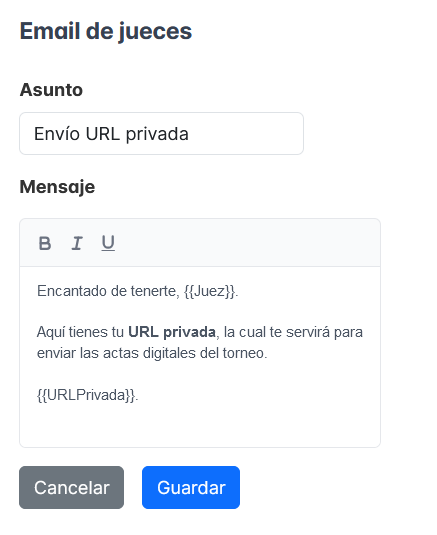 Email de jueces
Asunto
Envío URL privada
Mensaje
B I U
Encantado de tenerte, {{Juez}}.
Aquí tienes tu URL privada, la cual te servirá para
enviar las actas digitales del torneo.
{{URLPrivada}}.
Cancelar Guardar